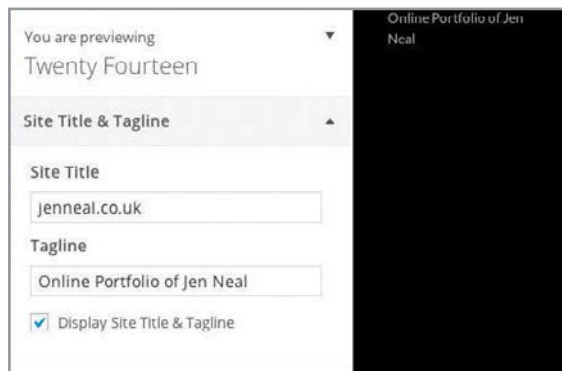 You are previewing
Twenty Fourteen
Site Title & Tagline
Site Title
jenneal.co.uk
Tagline
Online Portfolio of Jen Neal
Display Site Title & Tagline
Online Portfolio of Jen
Neal